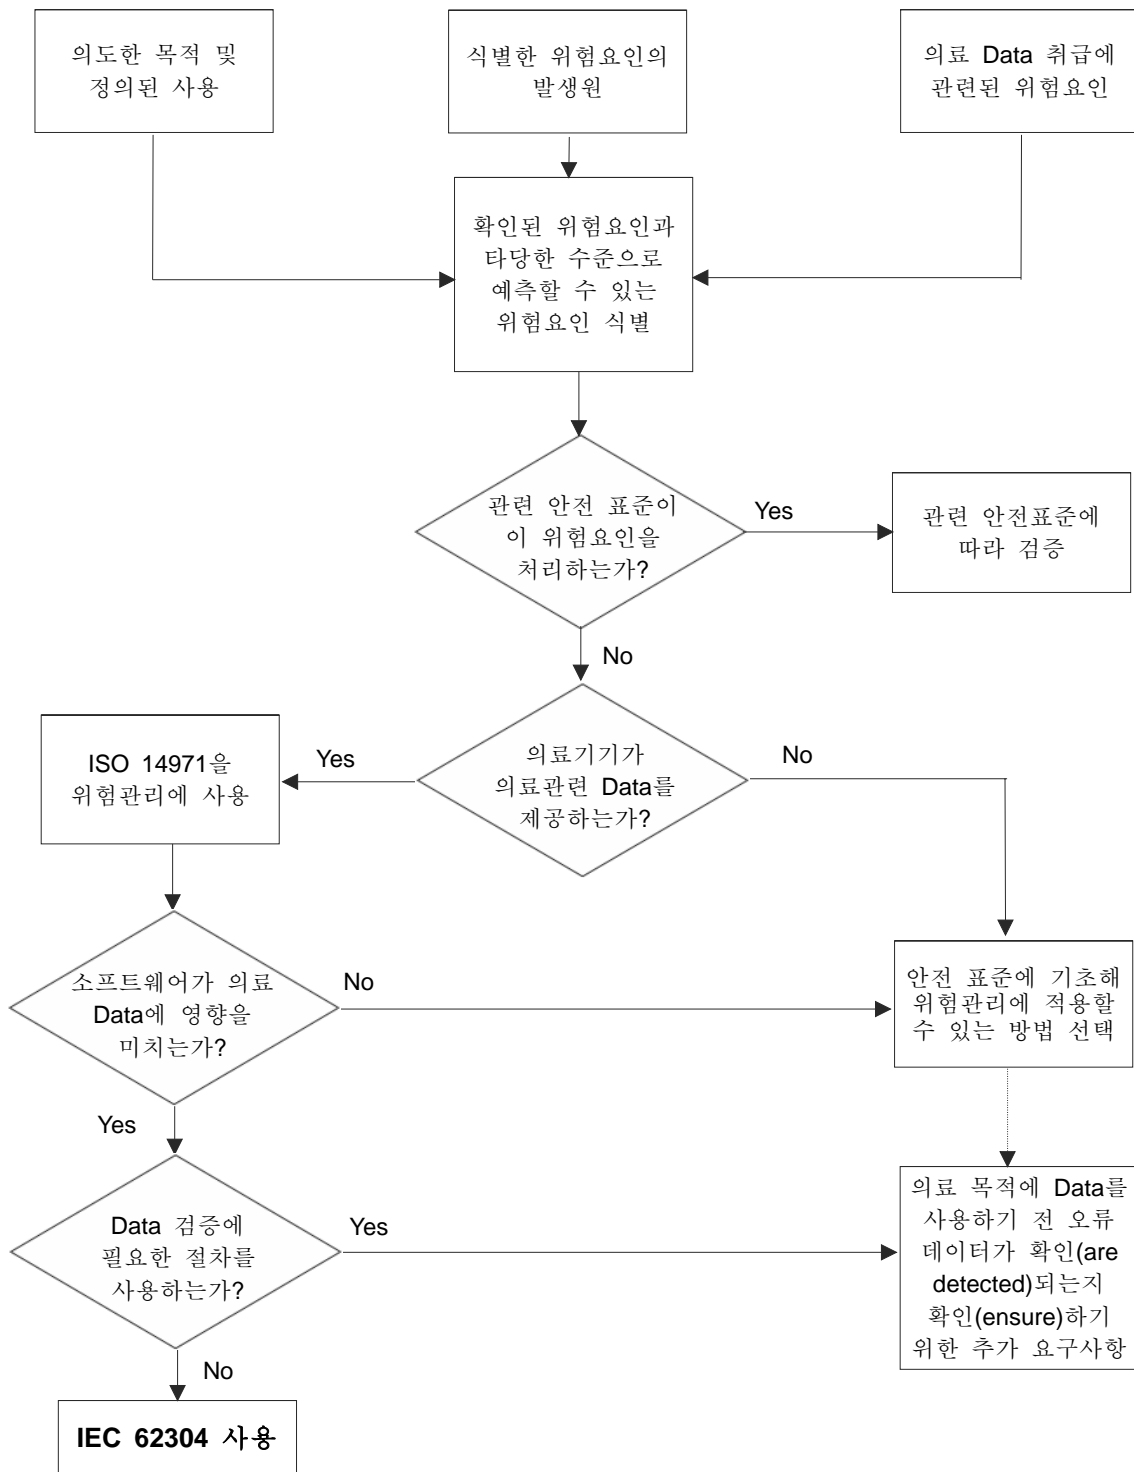 의도한 목적 및
정의된 사용
식별한 위험요인의
발생원
의료 Data 취급에
관련된 위험요인
확인된 위험요인과
타당한 수준으로
예측할 수 있는
위험요인 식별
관련 안전 표준이
이 위험요인을
처리하는가?
Yes
관련 안전표준에
따라 검증
No
ISO 14971을
위험관리에 사용
Yes
의료기기가
의료관련 Data를
제공하는가?
No
소프트웨어가 의료
Data에 영향을
미치는가?
No
안전 표준에 기초해
위험관리에 적용할
수 있는 방법 선택
Yes
Data 검증에
필요한 절차를
사용하는가?
Yes
의료 목적에 Data를
사용하기 전 오류
데이터가 확인(are
detected)되는지
확인(ensure)하기
위한 추가 요구사항
No
IEC 62304 사용